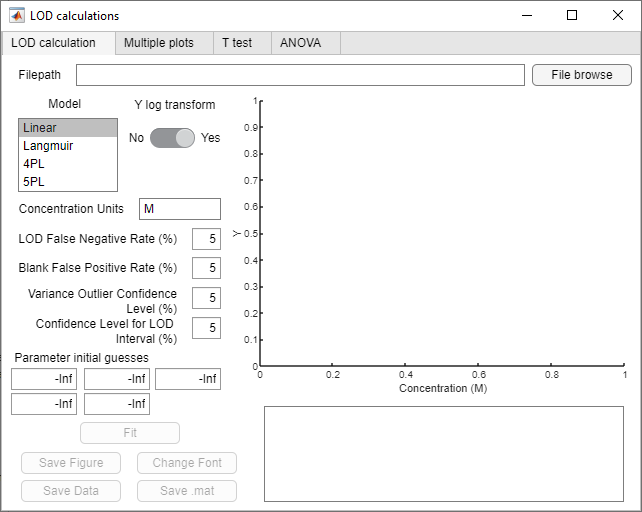 LOD calculations
LOD calculation Multiple plots T test ANOVA
Filepath File browse
Model Y log transform
Linear
Langmuir
4PL
5PL
No Yes
Concentration Units M
LOD False Negative Rate (%) 5
Blank False Positive Rate (%) 5
Variance Outlier Confidence
Level (%) 5
Confidence Level for LOD
Interval (%) 5
Parameter initial guesses
-Inf -Inf -Inf
-Inf -Inf
Fit
Save Figure Change Font
Save Data Save .mat
1
0.9
0.8
0.7
0.6
0.5
0.4
0.3
0.2
0.1
0
Y
0 0.2 0.4 0.6 0.8 1
Concentration (M)